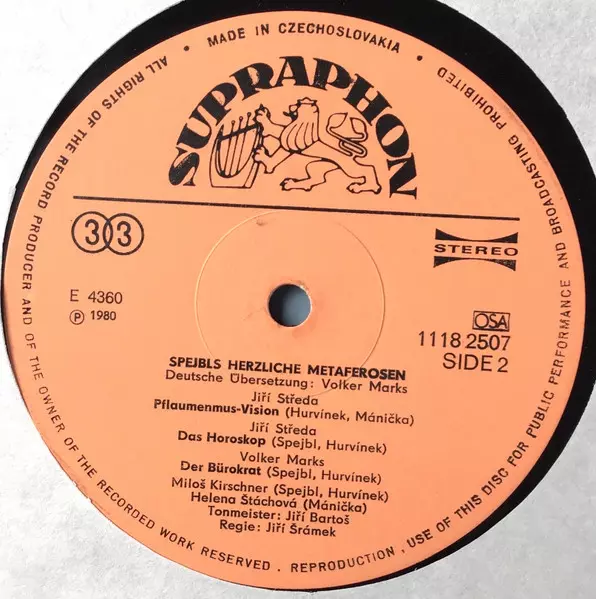 MADE IN CZECHOSLOVAKIA •
ALL RIGHTS OF THE RECORD PRODUCER AND OF THE OWNER OF THE RECORDED WORK RESERVED . REPRODUCTION , USE OF THIS DISC FOR PUBLIC PERFORMANCE AND BROADCASTING PROHIBITED
SUPRAPHON
33
STEREO
E 4360
Ⓟ 1980
OSA
1118 2507
SIDE 2
SPEJBLS HERZLICHE METAFEROSEN
Deutsche Übersetzung: Volker Marks
Jiří Středa
Pflaumenmus-Vision (Hurvínek, Mánička)
Jiří Středa
Das Horoskop (Spejbl, Hurvínek)
Volker Marks
Der Bürokrat (Spejbl, Hurvínek)
Miloš Kirschner (Spejbl, Hurvínek)
Helena Štáchová (Mánička)
Tonmeister: Jiří Bartoš
Regie: Jiří Šrámek